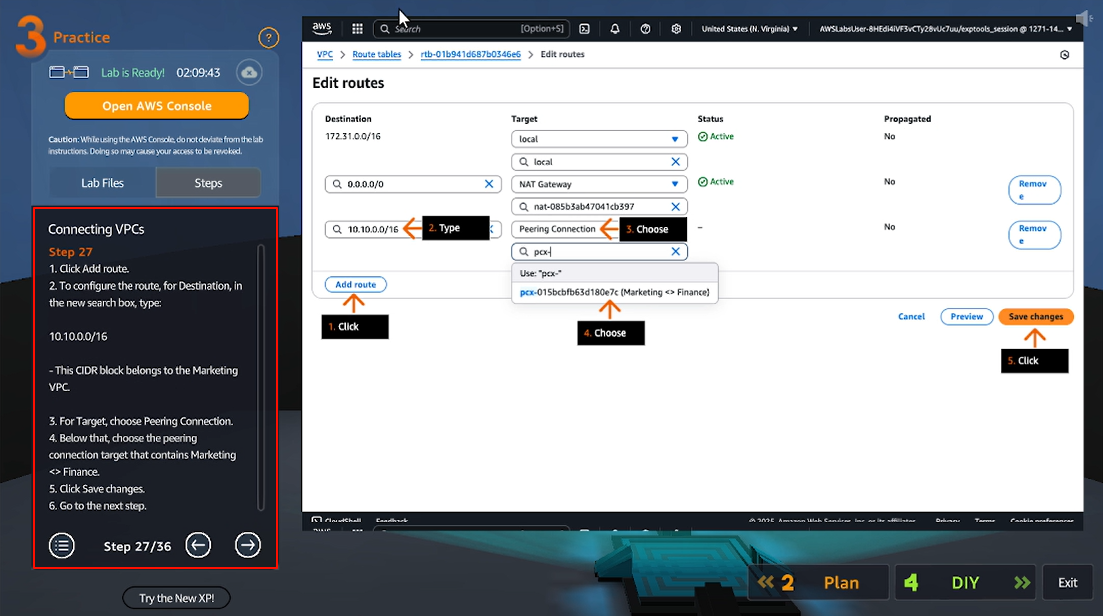 3 Practice
?
Lab is Ready! 02:09:43
Open AWS Console
Caution: While using the AWS Console, do not deviate from the lab
instructions. Doing so may cause your access to be revoked.
Lab Files Steps
Connecting VPCs
Step 27
1. Click Add route.
2. To configure the route, for Destination, in
the new search box, type:
10.10.0.0/16
- This CIDR block belongs to the Marketing
VPC.
3. For Target, choose Peering Connection.
4. Below that, choose the peering
connection target that contains Marketing
<> Finance.
5. Click Save changes.
6. Go to the next step.
Step 27/36
Try the New XP!
aws Search [Option+S] United States (N. Virginia) AWSLabsUser-8HEdi4iVF3vCTy28vUc7uu/exptools_session @ 1271-14...
VPC > Route tables > rtb-01b941d687b0346e6 > Edit routes
Edit routes
Destination Target Status Propagated
172.31.0.0/16 local Active No
local
0.0.0.0/0 NAT Gateway Active No Remov
e
nat-085b3ab47041cb397
10.10.0.0/16 2. Type Peering Connection 3. Choose – No Remov
e
pcx-
Use: "pcx-"
pcx-015bcbfb63d180e7c (Marketing <> Finance)
Add route
1. Click
4. Choose
Cancel Preview Save changes
5. Click
CloudShell Feedback © 2025, Amazon Web Services, Inc. or its affiliates. Privacy Terms Cookie preferences
2 Plan
4 DIY
Exit